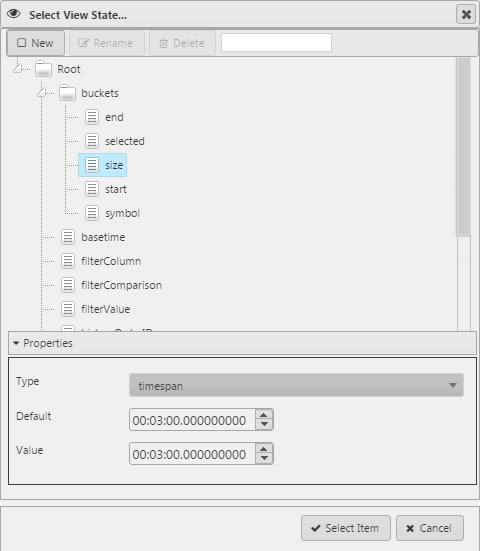 Select View State...
New Rename Delete
Root
buckets
end
selected
size
start
symbol
basetime
filterColumn
filterComparison
filterValue
Properties
Type timespan
Default 00:03:00.000000000
Value 00:03:00.000000000
Select Item Cancel